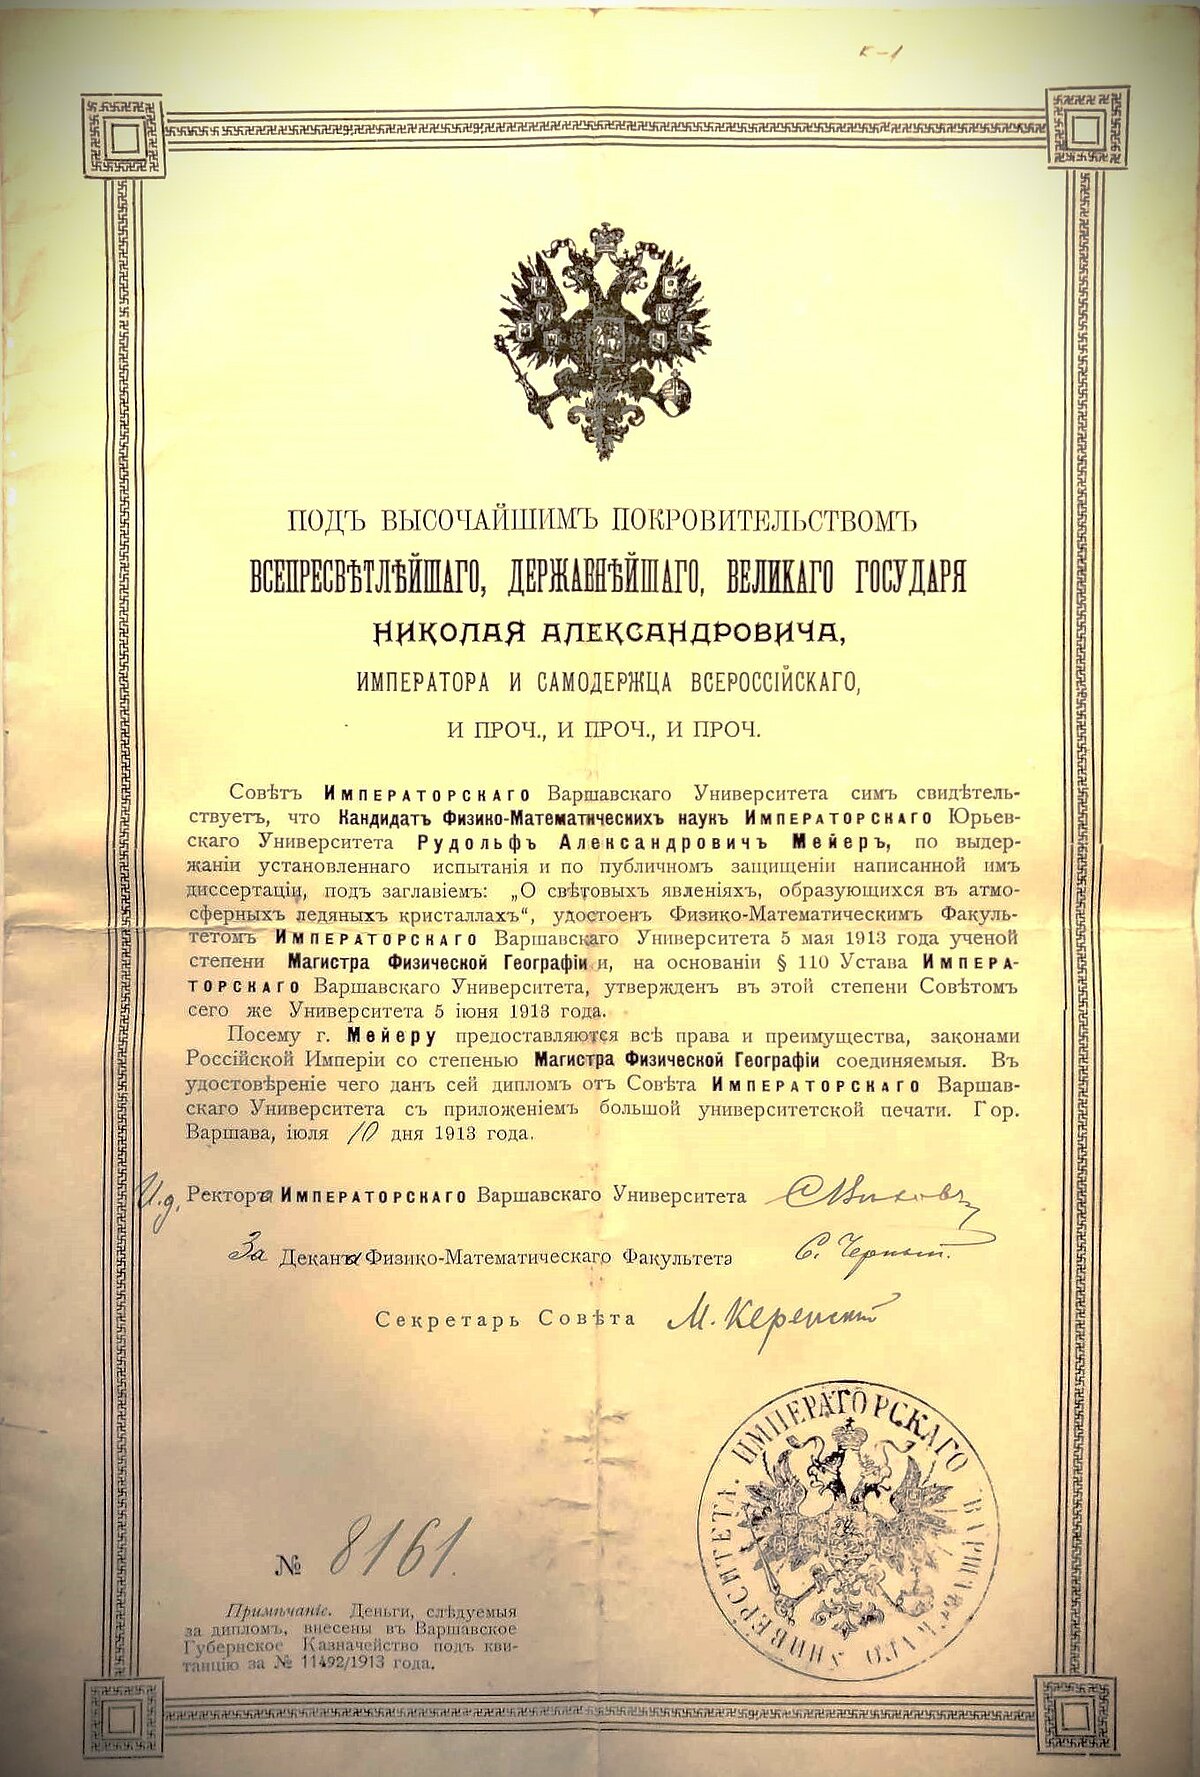 К–1
ПОДЪ ВЫСОЧАЙШИМЪ ПОКРОВИТЕЛЬСТВОМЪ
ВСЕПРЕСВѢТЛѢЙШАГО, ДЕРЖАВНѢЙШАГО, ВЕЛИКАГО ГОСУДАРЯ
НИКОЛАЯ АЛЕКСАНДРОВИЧА,
ИМПЕРАТОРА И САМОДЕРЖЦА ВСЕРОССІЙСКАГО,
И ПРОЧ., И ПРОЧ., И ПРОЧ.
Совѣтъ ИМПЕРАТОРСКАГО Варшавскаго Университета симъ свидѣтель-
ствуетъ, что Кандидатъ Физико-Математическихъ наукъ ИМПЕРАТОРСКАГО Юрьев-
скаго Университета Рудольфъ Александровичъ Мейеръ, по выдер-
жаніи установленнаго испытанія и по публичномъ защищеніи написанной имъ
диссертаціи, подъ заглавіемъ: „О свѣтовыхъ явленіяхъ, образующихся въ атмо-
сферныхъ ледяныхъ кристаллахъ“, удостоенъ Физико-Математическимъ Факуль-
тетомъ ИМПЕРАТОРСКАГО Варшавскаго Университета 5 мая 1913 года ученой
степени Магистра Физической Географіи и, на основаніи § 110 Устава ИМПЕРА-
ТОРСКАГО Варшавскаго Университета, утвержденъ въ этой степени Совѣтомъ
сего же Университета 5 іюня 1913 года.
Посему г. Мейеру предоставляются всѣ права и преимущества, законами
Россійской Имперіи со степенью Магистра Физической Географіи соединяемыя. Въ
удостовѣреніе чего данъ сей дипломъ отъ Совѣта ИМПЕРАТОРСКАГО Варшав-
скаго Университета съ приложеніемъ большой университетской печати. Гор.
Варшава, іюля 10 дня 1913 года.
И.д. Ректора ИМПЕРАТОРСКАГО Варшавскаго Университета
За Декана Физико-Математическаго Факультета С. Черный.
Секретарь Совѣта М. Керенскій
ИМПЕРАТОРСКАГО ВАРШАВСКАГО УНИВЕРСИТЕТА.
№ 8161.
Примѣчаніе. Деньги, слѣдуемыя
за дипломъ, внесены въ Варшавское
Губернское Казначейство подъ кви-
танцію за № 11492/1913 года.